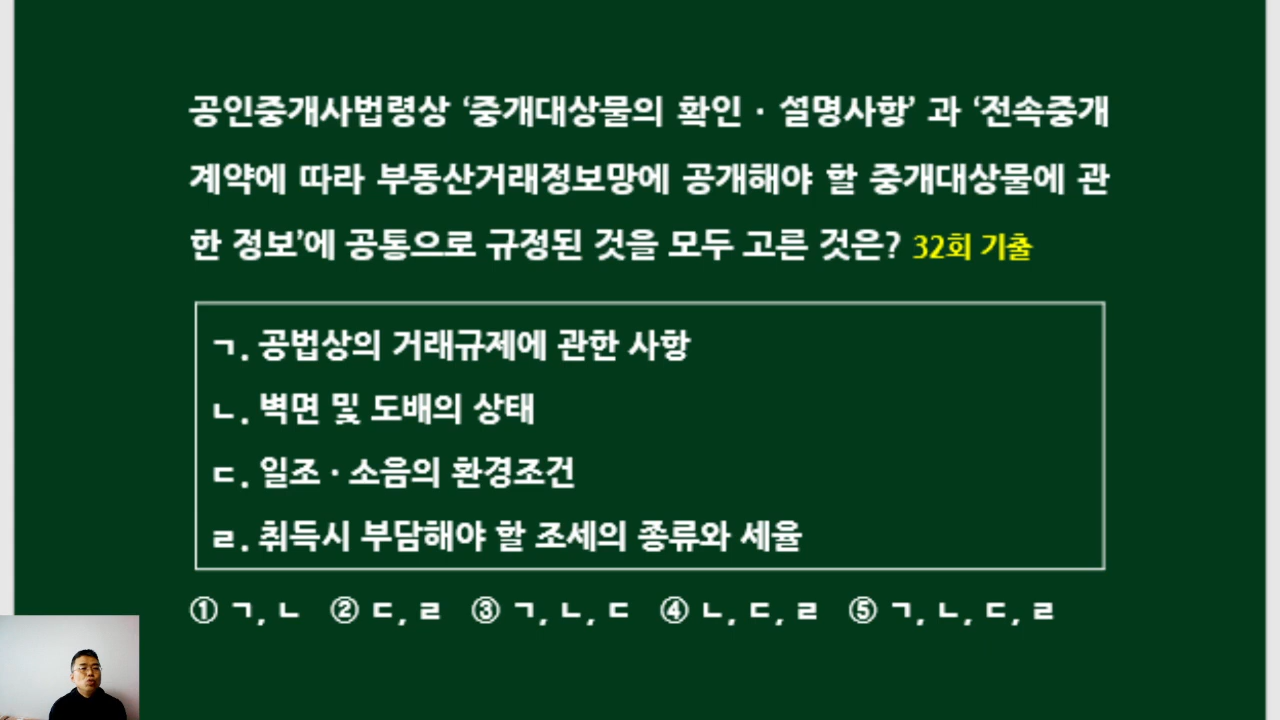 공인중개사법령상 ‘중개대상물의 확인 · 설명사항’ 과 ‘전속중개
계약에 따라 부동산거래정보망에 공개해야 할 중개대상물에 관
한 정보’에 공통으로 규정된 것을 모두 고른 것은? 32회 기출
ㄱ. 공법상의 거래규제에 관한 사항
ㄴ. 벽면 및 도배의 상태
ㄷ. 일조 · 소음의 환경조건
ㄹ. 취득시 부담해야 할 조세의 종류와 세율
① ㄱ, ㄴ ② ㄷ, ㄹ ③ ㄱ, ㄴ, ㄷ ④ ㄴ, ㄷ, ㄹ ⑤ ㄱ, ㄴ, ㄷ, ㄹ